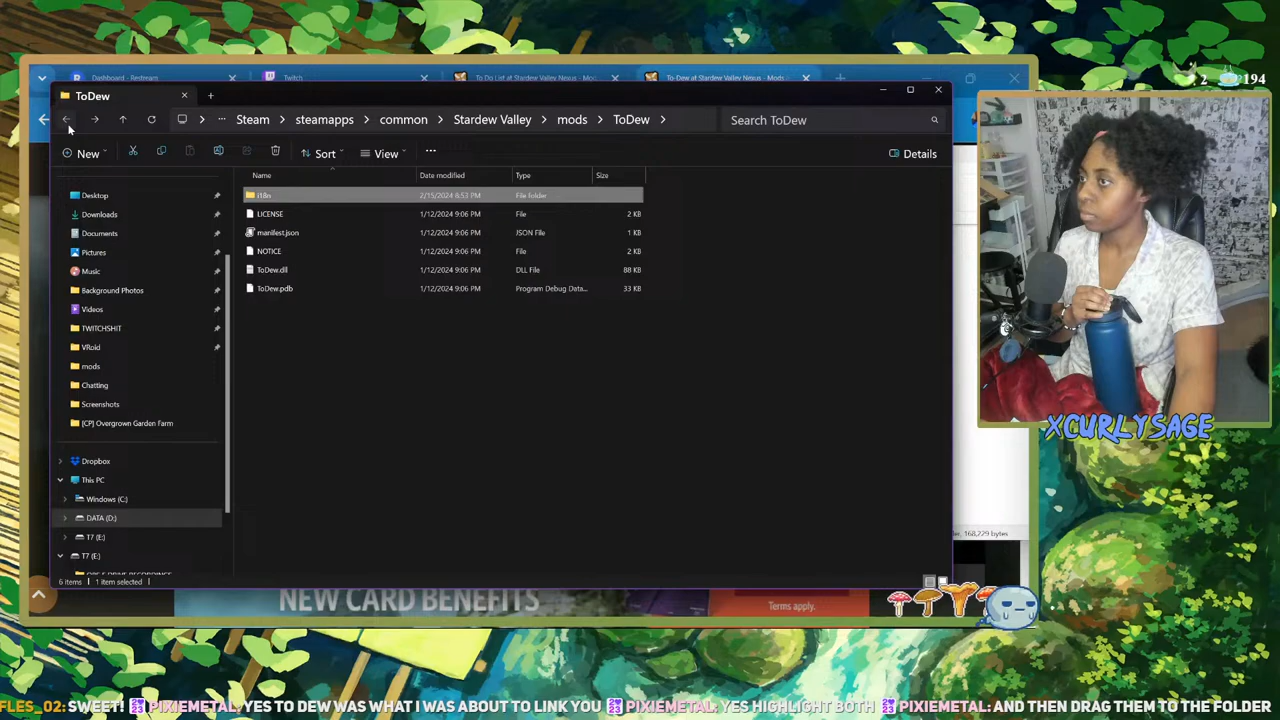 Dashboard - Restream
Twitch
To Do List at Stardew Valley Nexus - Mod
To-Dew at Stardew Valley Nexus - Mods
ToDew
Steam
steamapps
common
Stardew Valley
mods
ToDew
Search ToDew
New
Sort
View
Details
Name
Date modified
Type
Size
i18n 2/15/2024 8:53 PM File folder
LICENSE 1/12/2024 9:06 PM File 2 KB
manifest.json 1/12/2024 9:06 PM JSON File 1 KB
NOTICE 1/12/2024 9:06 PM File 2 KB
ToDew.dll 1/12/2024 9:06 PM DLL File 88 KB
ToDew.pdb 1/12/2024 9:06 PM Program Debug Data... 33 KB
Desktop
Downloads
Documents
Pictures
Music
Background Photos
Videos
TWITCHSHIT
VRoid
mods
Chatting
Screenshots
[CP] Overgrown Garden Farm
Dropbox
This PC
Windows (C:)
DATA (D:)
T7 (E:)
T7 (E:)
6 items
1 item selected
168,229 bytes
NEW CARD BENEFITS
Terms apply.
2
194
XCURLYSAGE
FLES_02: SWEET! PIXIEMETAL: YES TO DEW WAS WHAT I WAS ABOUT TO LINK YOU PIXIEMETAL: YES HIGHLIGHT BOTH PIXIEMETAL: AND THEN DRAG THEM TO THE FOLDER